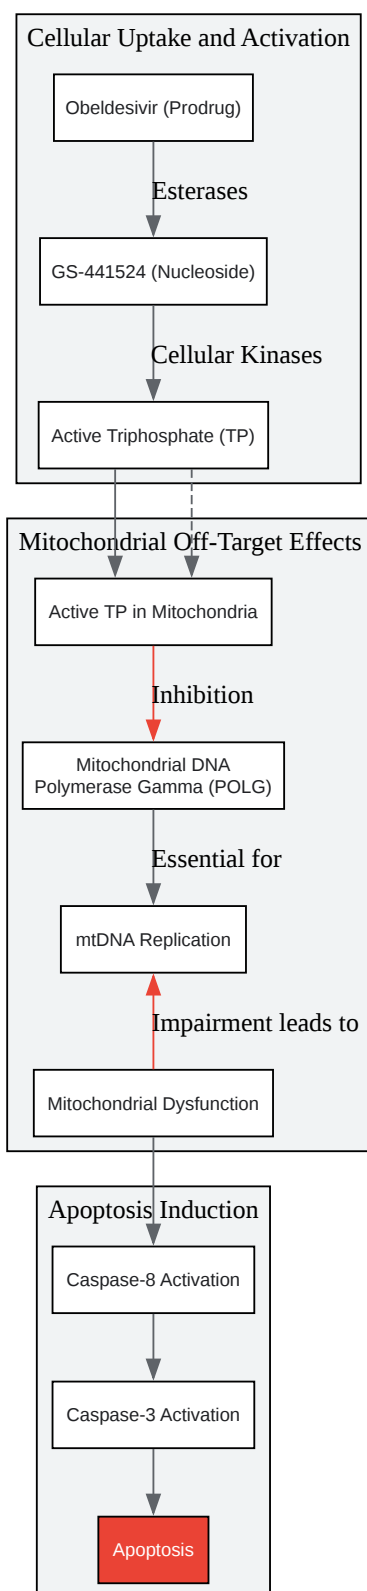 Cellular Uptake and Activation
Obeldesivir (Prodrug)
Esterases
GS-441524 (Nucleoside)
Cellular Kinases
Active Triphosphate (TP)
Mitochondrial Off-Target Effects
Active TP in Mitochondria
Inhibition
Mitochondrial DNA
Polymerase Gamma (POLG)
Essential for
mtDNA Replication
Impairment leads to
Mitochondrial Dysfunction
Apoptosis Induction
Caspase-8 Activation
Caspase-3 Activation
Apoptosis